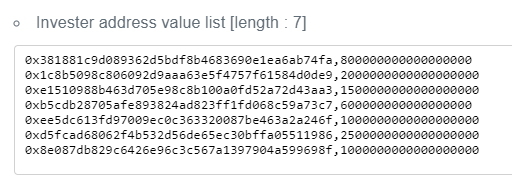 Invester address value list [length : 7]
0x381881c9d089362d5bdf8b4683690e1ea6ab74fa,800000000000000000
0x1c8b5098c806092d9aaa63e5f4757f61584d0de9,2000000000000000000
0xe1510988b463d705e98c8b100a0fd52a72d43aa3,1500000000000000000
0xb5cdb28705afe893824ad823ff1fd068c59a73c7,600000000000000000
0xee5dc613fd97009ec0c363320087be463a2a246f,1000000000000000000
0xd5fcad68062f4b532d56de65ec30bffa05511986,2500000000000000000
0x8e087db829c6426e96c3c567a1397904a599698f,1000000000000000000